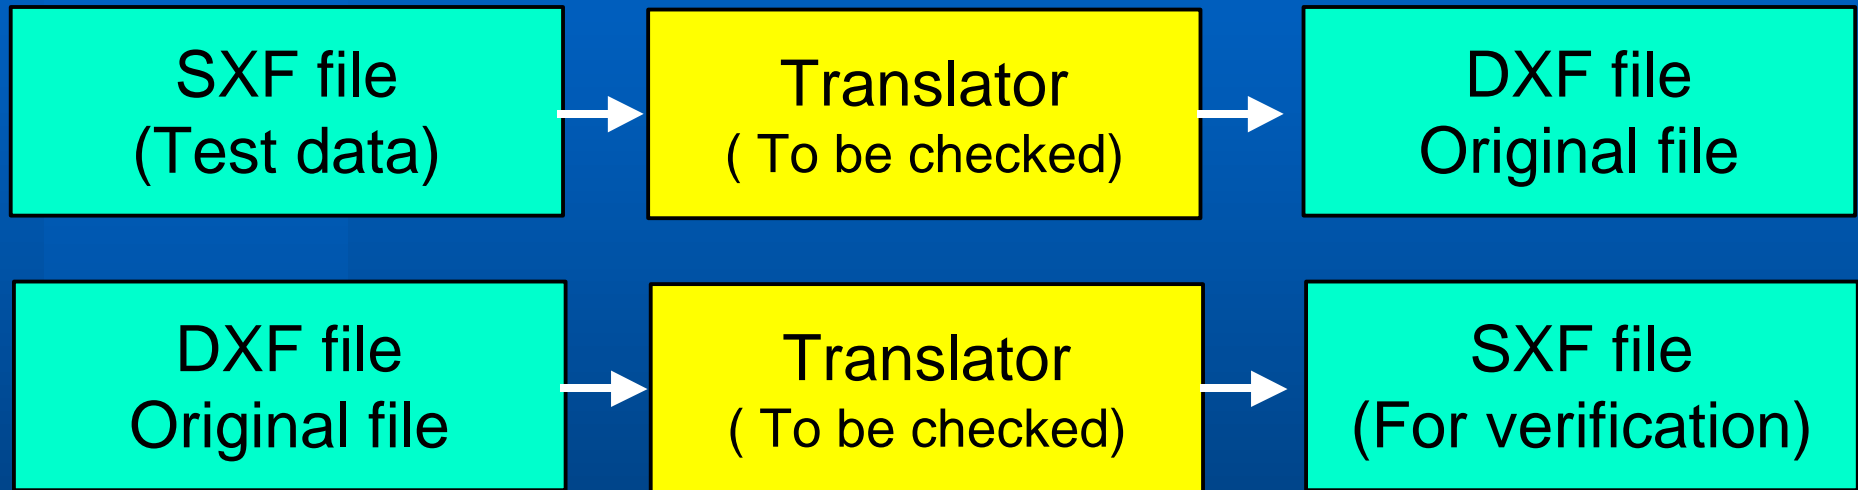 SXF file
(Test data)
Translator
( To be checked)
DXF file
Original file
DXF file
Original file
Translator
( To be checked)
SXF file
(For verification)